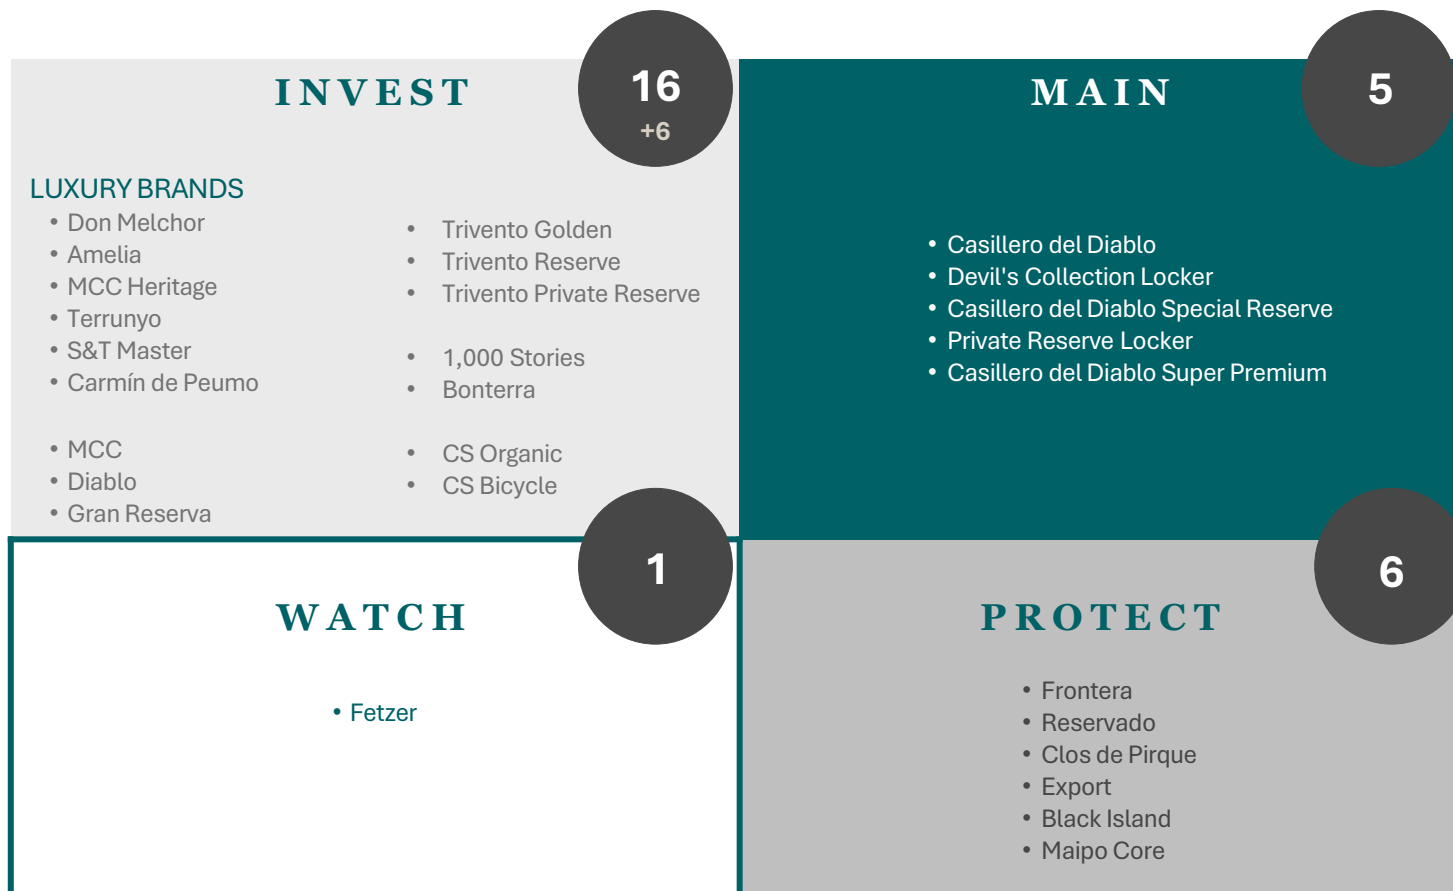 INVEST
16
+6
LUXURY BRANDS
• Don Melchor
• Amelia
• MCC Heritage
• Terrunyo
• S&T Master
• Carmín de Peumo
• MCC
• Diablo
• Gran Reserva
• Trivento Golden
• Trivento Reserve
• Trivento Private Reserve
• 1,000 Stories
• Bonterra
• CS Organic
• CS Bicycle
MAIN
5
• Casillero del Diablo
• Devil's Collection Locker
• Casillero del Diablo Special Reserve
• Private Reserve Locker
• Casillero del Diablo Super Premium
WATCH
1
• Fetzer
PROTECT
6
• Frontera
• Reservado
• Clos de Pirque
• Export
• Black Island
• Maipo Core